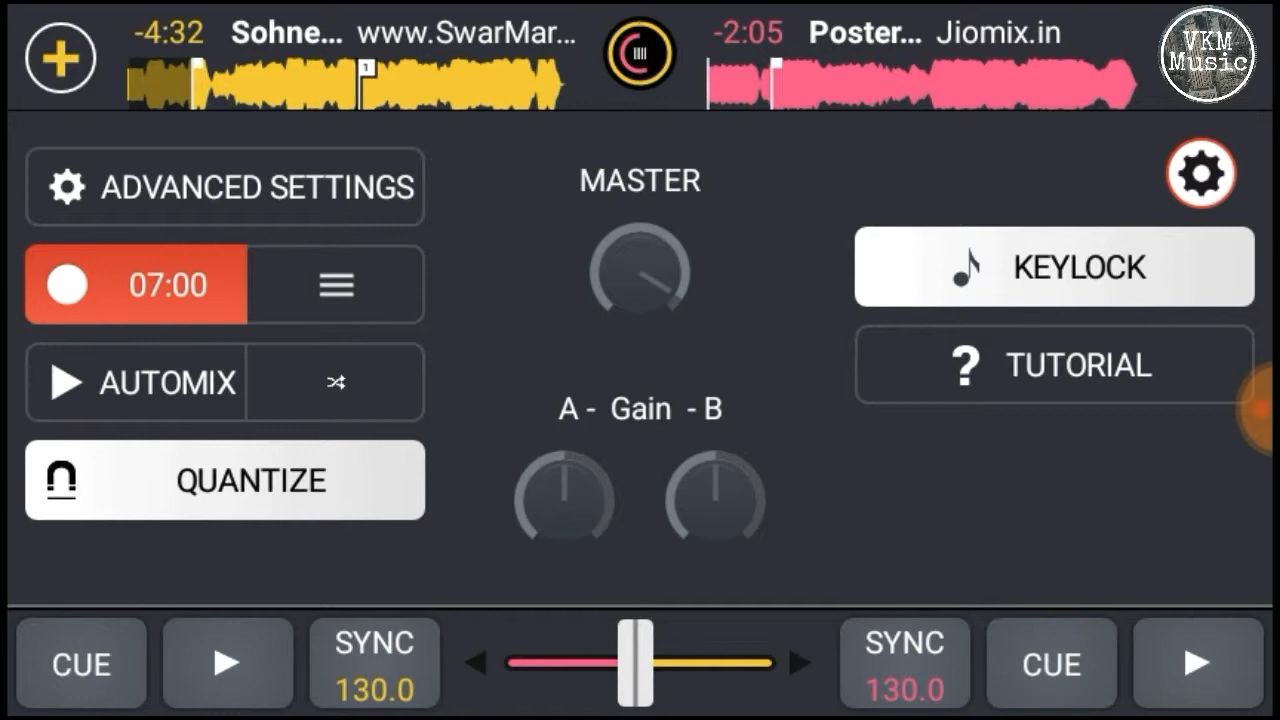 -4:32 Sohne... www.SwarMar...
-2:05 Poster... Jiomix.in
VKM
Music
1
ADVANCED SETTINGS
MASTER
07:00
KEYLOCK
AUTOMIX
? TUTORIAL
A - Gain - B
QUANTIZE
CUE
SYNC
130.0
SYNC
130.0
CUE